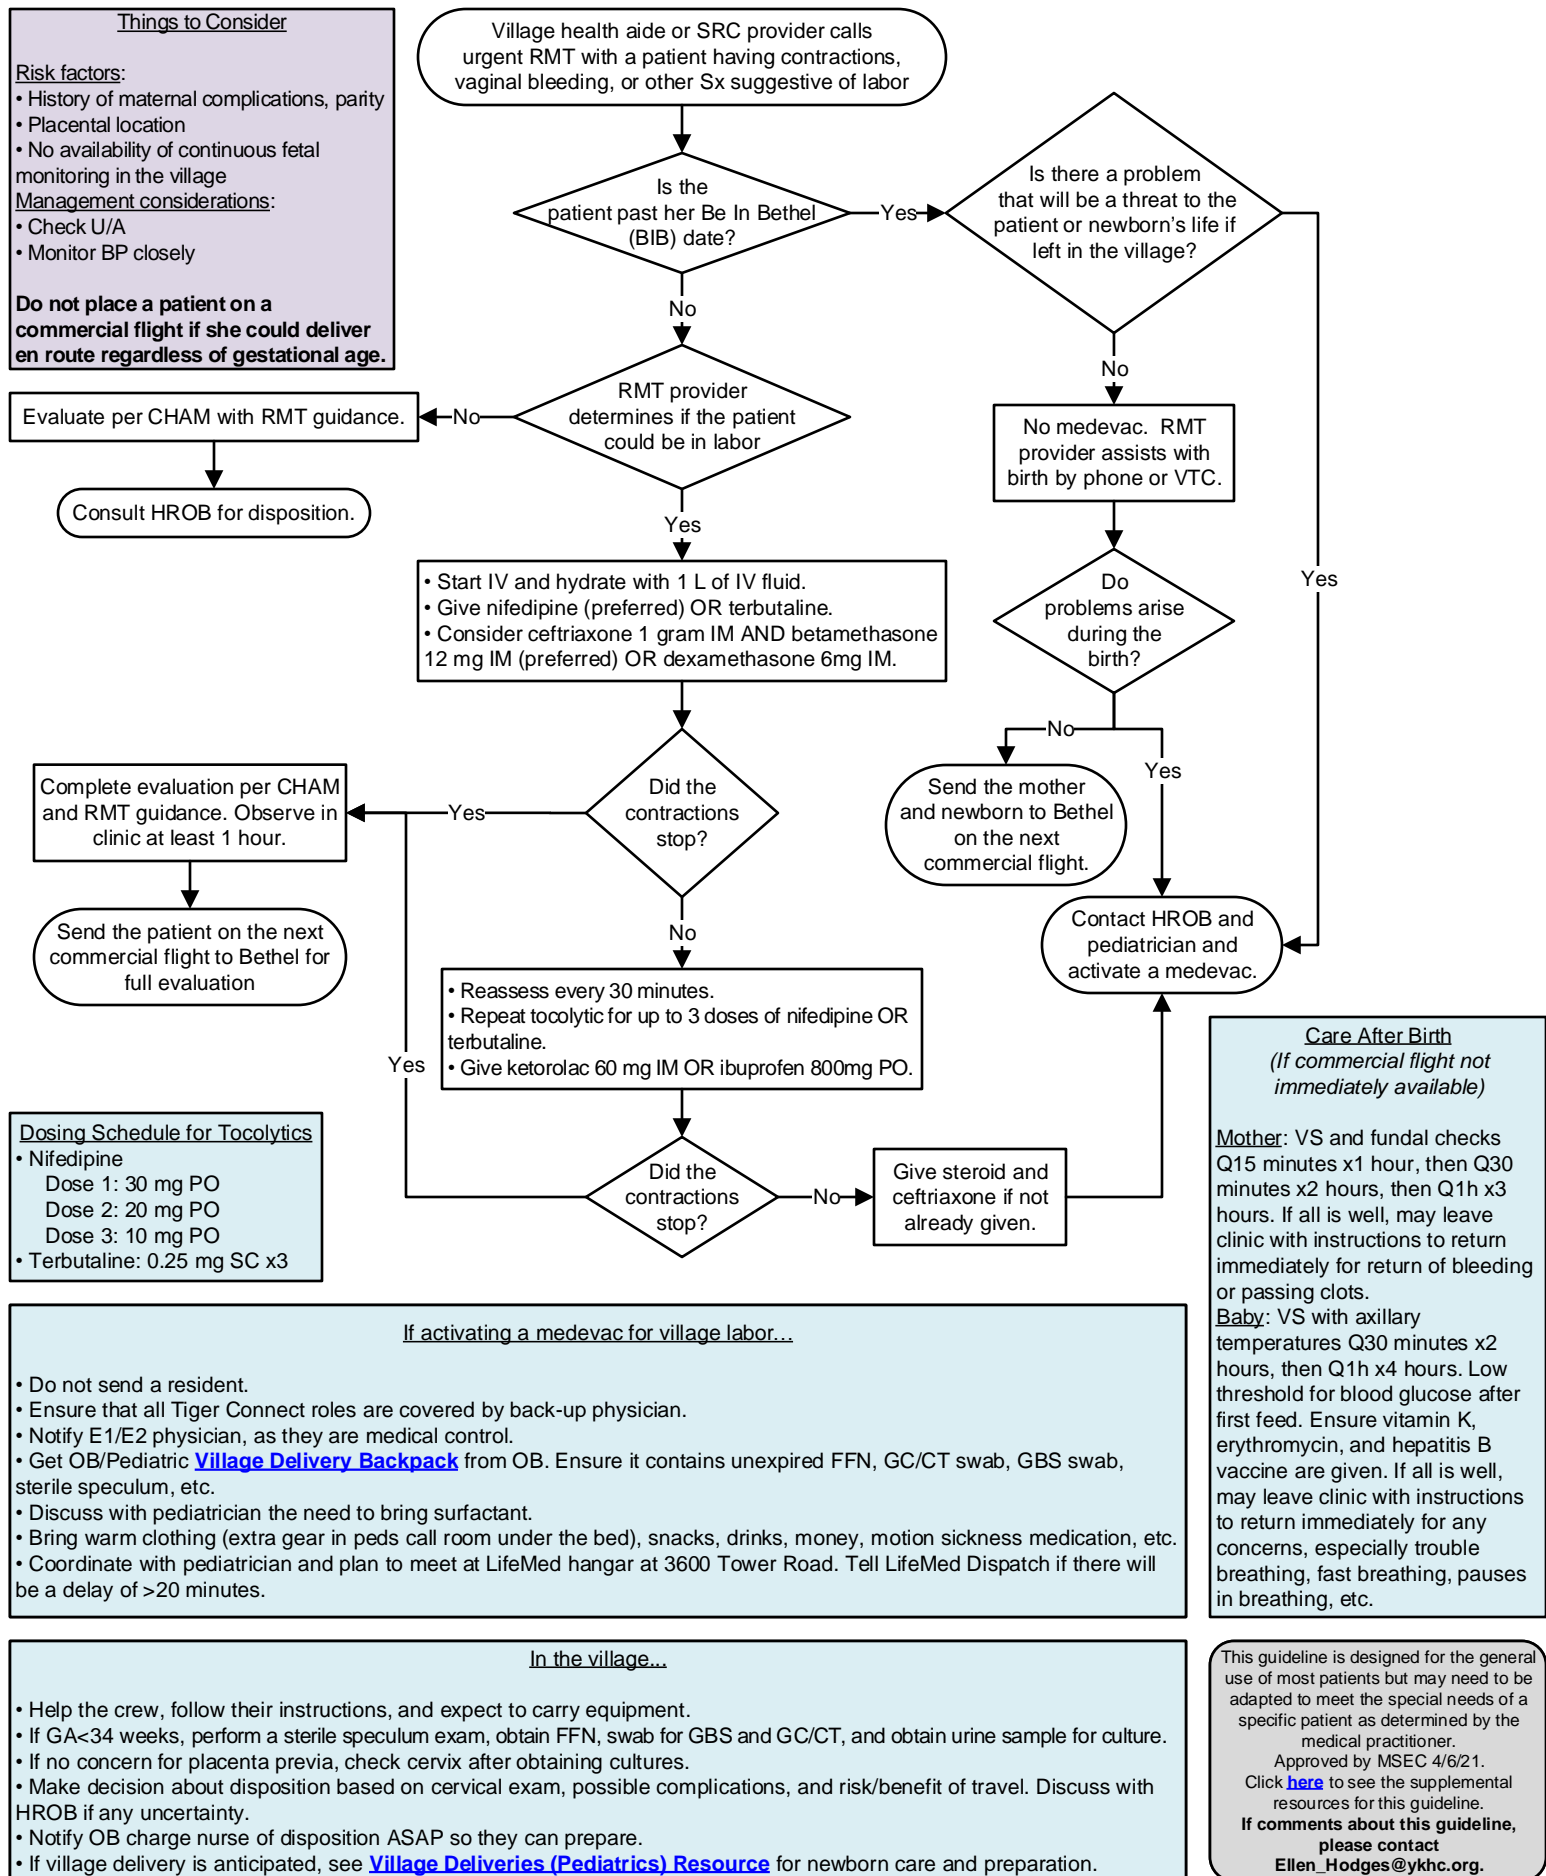 Things to Consider
Risk factors:
• History of maternal complications, parity
• Placental location
• No availability of continuous fetal
monitoring in the village
Management considerations:
• Check U/A
• Monitor BP closely
Do not place a patient on a
commercial flight if she could deliver
en route regardless of gestational age.
Village health aide or SRC provider calls
urgent RMT with a patient having contractions,
vaginal bleeding, or other Sx suggestive of labor
Is the
patient past her Be In Bethel
(BIB) date?
Yes
Is there a problem
that will be a threat to the
patient or newborn's life if
left in the village?
No
No
Yes
RMT provider
determines if the patient
could be in labor
No
Evaluate per CHAM with RMT guidance.
Consult HROB for disposition.
Yes
No medevac. RMT
provider assists with
birth by phone or VTC.
• Start IV and hydrate with 1 L of IV fluid.
• Give nifedipine (preferred) OR terbutaline.
• Consider ceftriaxone 1 gram IM AND betamethasone
12 mg IM (preferred) OR dexamethasone 6mg IM.
Do
problems arise
during the
birth?
No
Yes
Send the mother
and newborn to Bethel
on the next
commercial flight.
Did the
contractions
stop?
Yes
Complete evaluation per CHAM
and RMT guidance. Observe in
clinic at least 1 hour.
Send the patient on the next
commercial flight to Bethel for
full evaluation
No
Contact HROB and
pediatrician and
activate a medevac.
• Reassess every 30 minutes.
• Repeat tocolytic for up to 3 doses of nifedipine OR
terbutaline.
• Give ketorolac 60 mg IM OR ibuprofen 800mg PO.
Yes
Did the
contractions
stop?
No
Give steroid and
ceftriaxone if not
already given.
Dosing Schedule for Tocolytics
• Nifedipine
Dose 1: 30 mg PO
Dose 2: 20 mg PO
Dose 3: 10 mg PO
• Terbutaline: 0.25 mg SC x3
Care After Birth
(If commercial flight not
immediately available)
Mother: VS and fundal checks
Q15 minutes x1 hour, then Q30
minutes x2 hours, then Q1h x3
hours. If all is well, may leave
clinic with instructions to return
immediately for return of bleeding
or passing clots.
Baby: VS with axillary
temperatures Q30 minutes x2
hours, then Q1h x4 hours. Low
threshold for blood glucose after
first feed. Ensure vitamin K,
erythromycin, and hepatitis B
vaccine are given. If all is well,
may leave clinic with instructions
to return immediately for any
concerns, especially trouble
breathing, fast breathing, pauses
in breathing, etc.
If activating a medevac for village labor…
• Do not send a resident.
• Ensure that all Tiger Connect roles are covered by back-up physician.
• Notify E1/E2 physician, as they are medical control.
• Get OB/Pediatric Village Delivery Backpack from OB. Ensure it contains unexpired FFN, GC/CT swab, GBS swab,
sterile speculum, etc.
• Discuss with pediatrician the need to bring surfactant.
• Bring warm clothing (extra gear in peds call room under the bed), snacks, drinks, money, motion sickness medication, etc.
• Coordinate with pediatrician and plan to meet at LifeMed hangar at 3600 Tower Road. Tell LifeMed Dispatch if there will
be a delay of >20 minutes.
In the village...
• Help the crew, follow their instructions, and expect to carry equipment.
• If GA<34 weeks, perform a sterile speculum exam, obtain FFN, swab for GBS and GC/CT, and obtain urine sample for culture.
• If no concern for placenta previa, check cervix after obtaining cultures.
• Make decision about disposition based on cervical exam, possible complications, and risk/benefit of travel. Discuss with
HROB if any uncertainty.
• Notify OB charge nurse of disposition ASAP so they can prepare.
• If village delivery is anticipated, see Village Deliveries (Pediatrics) Resource for newborn care and preparation.
This guideline is designed for the general
use of most patients but may need to be
adapted to meet the special needs of a
specific patient as determined by the
medical practitioner.
Approved by MSEC 4/6/21.
Click here to see the supplemental
resources for this guideline.
If comments about this guideline,
please contact
Ellen_Hodges@ykhc.org.